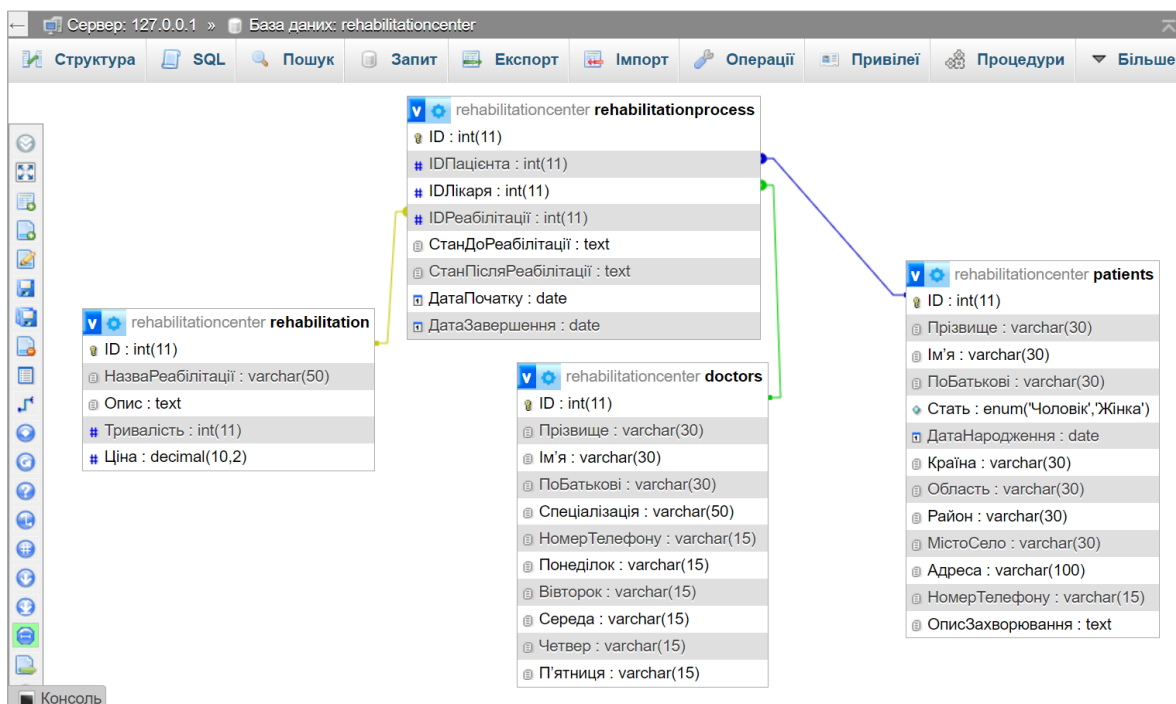 ← Сервер: 127.0.0.1 » База даних: rehabilitationcenter
Структура SQL Пошук Запит Експорт Імпорт Операції Привілеї Процедури Більше
rehabilitationcenter rehabilitationprocess
ID : int(11)
IDПацієнта : int(11)
IDЛікаря : int(11)
IDРеабілітації : int(11)
СтанДоРеабілітації : text
СтанПісляРеабілітації : text
ДатаПочатку : date
ДатаЗавершення : date
rehabilitationcenter patients
ID : int(11)
Прізвище : varchar(30)
Ім’я : varchar(30)
ПоБатькові : varchar(30)
Стать : enum('Чоловік','Жінка')
ДатаНародження : date
Країна : varchar(30)
Область : varchar(30)
Район : varchar(30)
МістоСело : varchar(30)
Адреса : varchar(100)
НомерТелефону : varchar(15)
ОписЗахворювання : text
rehabilitationcenter rehabilitation
ID : int(11)
НазваРеабілітації : varchar(50)
Опис : text
Тривалість : int(11)
Ціна : decimal(10,2)
rehabilitationcenter doctors
ID : int(11)
Прізвище : varchar(30)
Ім’я : varchar(30)
ПоБатькові : varchar(30)
Спеціалізація : varchar(50)
НомерТелефону : varchar(15)
Понеділок : varchar(15)
Вівторок : varchar(15)
Середа : varchar(15)
Четвер : varchar(15)
П’ятниця : varchar(15)
Консоль